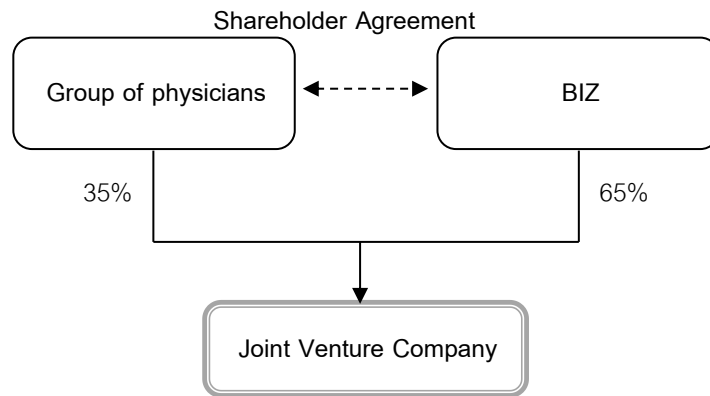 Shareholder Agreement
Group of physicians
BIZ
35%
65%
Joint Venture Company